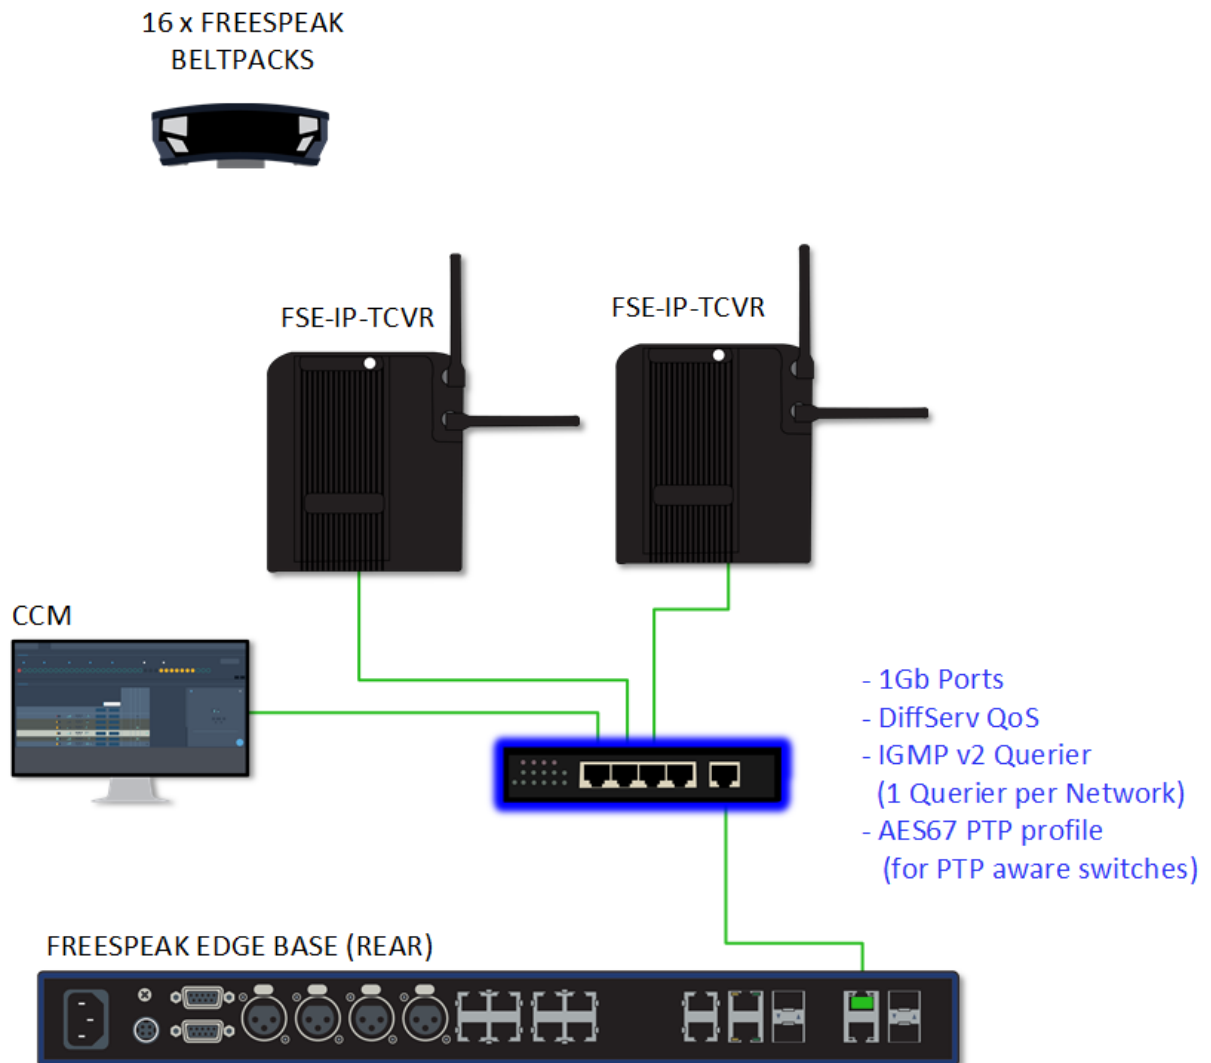 16 x FREESPEAK
BELTPACKS
FSE-IP-TCVR
FSE-IP-TCVR
CCM
- 1Gb Ports
- DiffServ QoS
- IGMP v2 Querier
(1 Querier per Network)
- AES67 PTP profile
(for PTP aware switches)
FREESPEAK EDGE BASE (REAR)